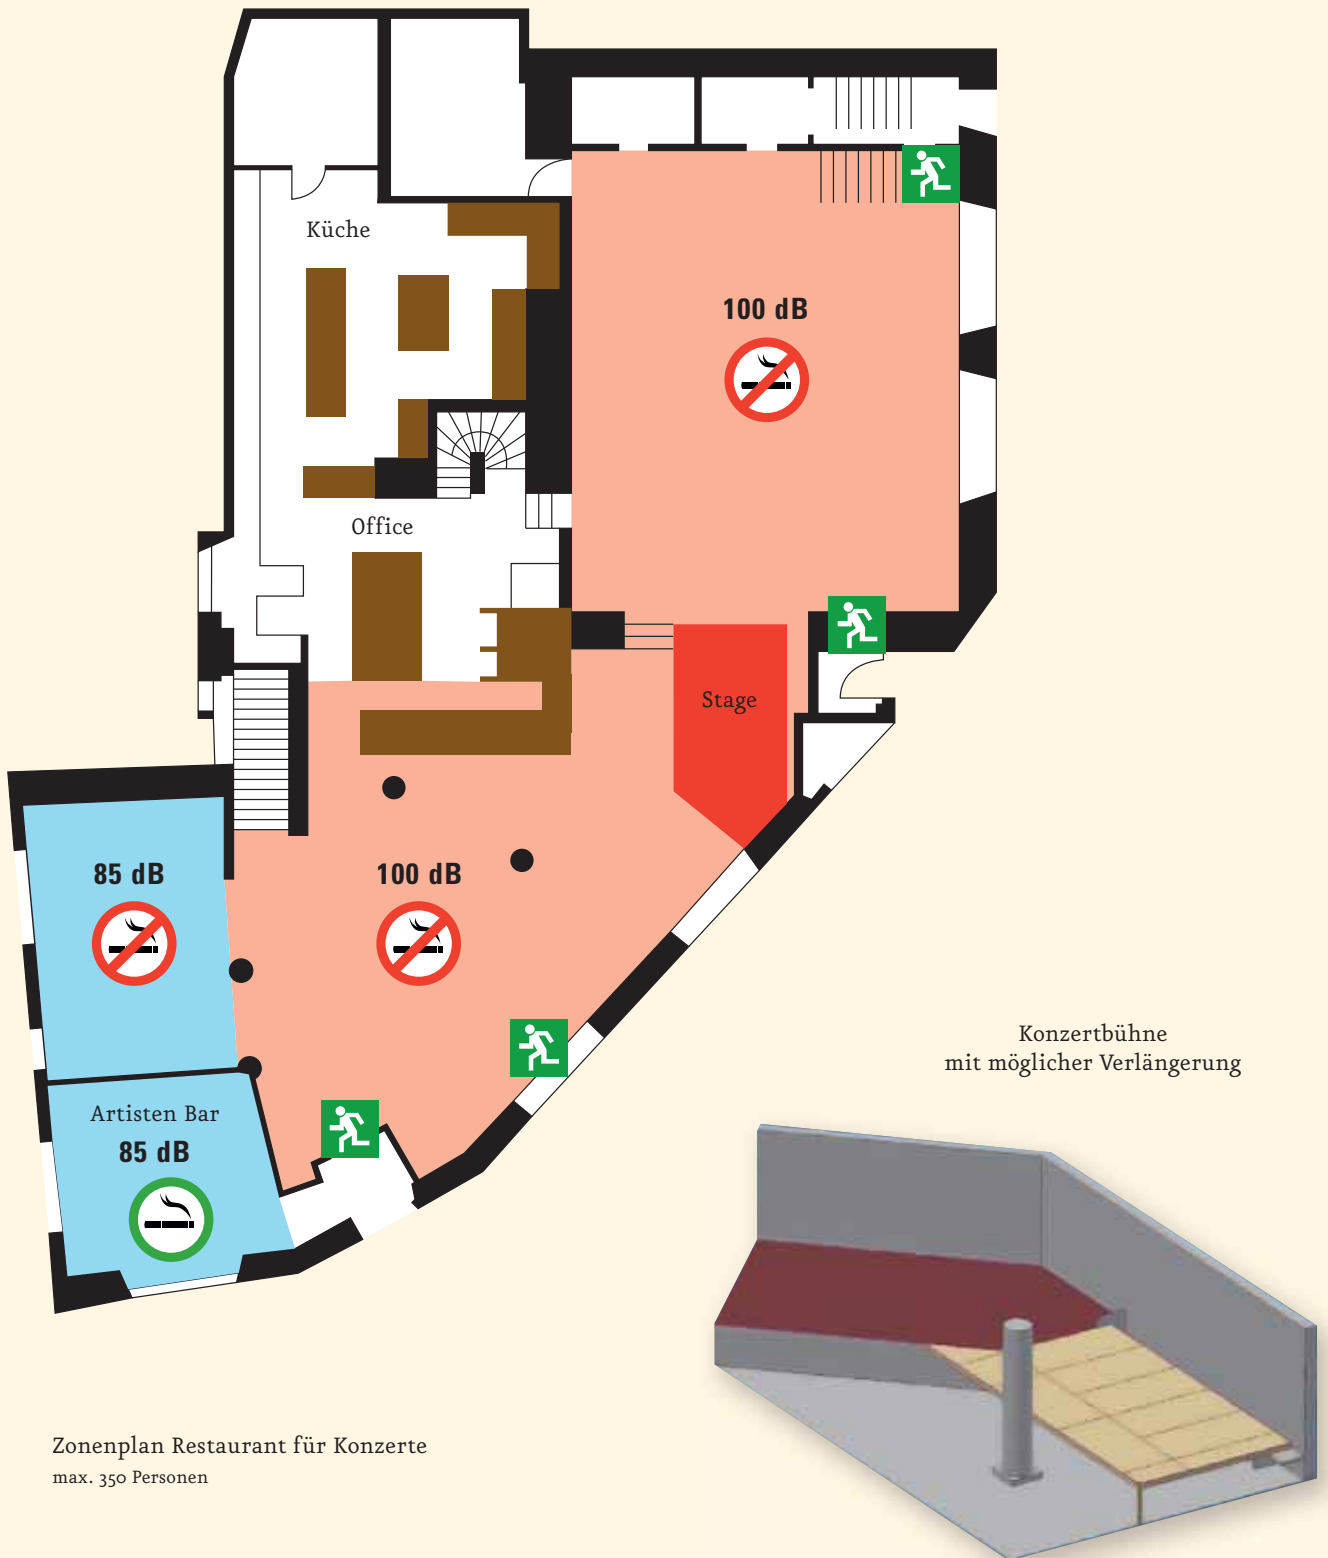 Küche
100 dB
Office
Stage
85 dB
100 dB
Konzertbühne
mit möglicher Verlängerung
Artisten Bar
85 dB
Zonenplan Restaurant für Konzerte
max. 350 Personen